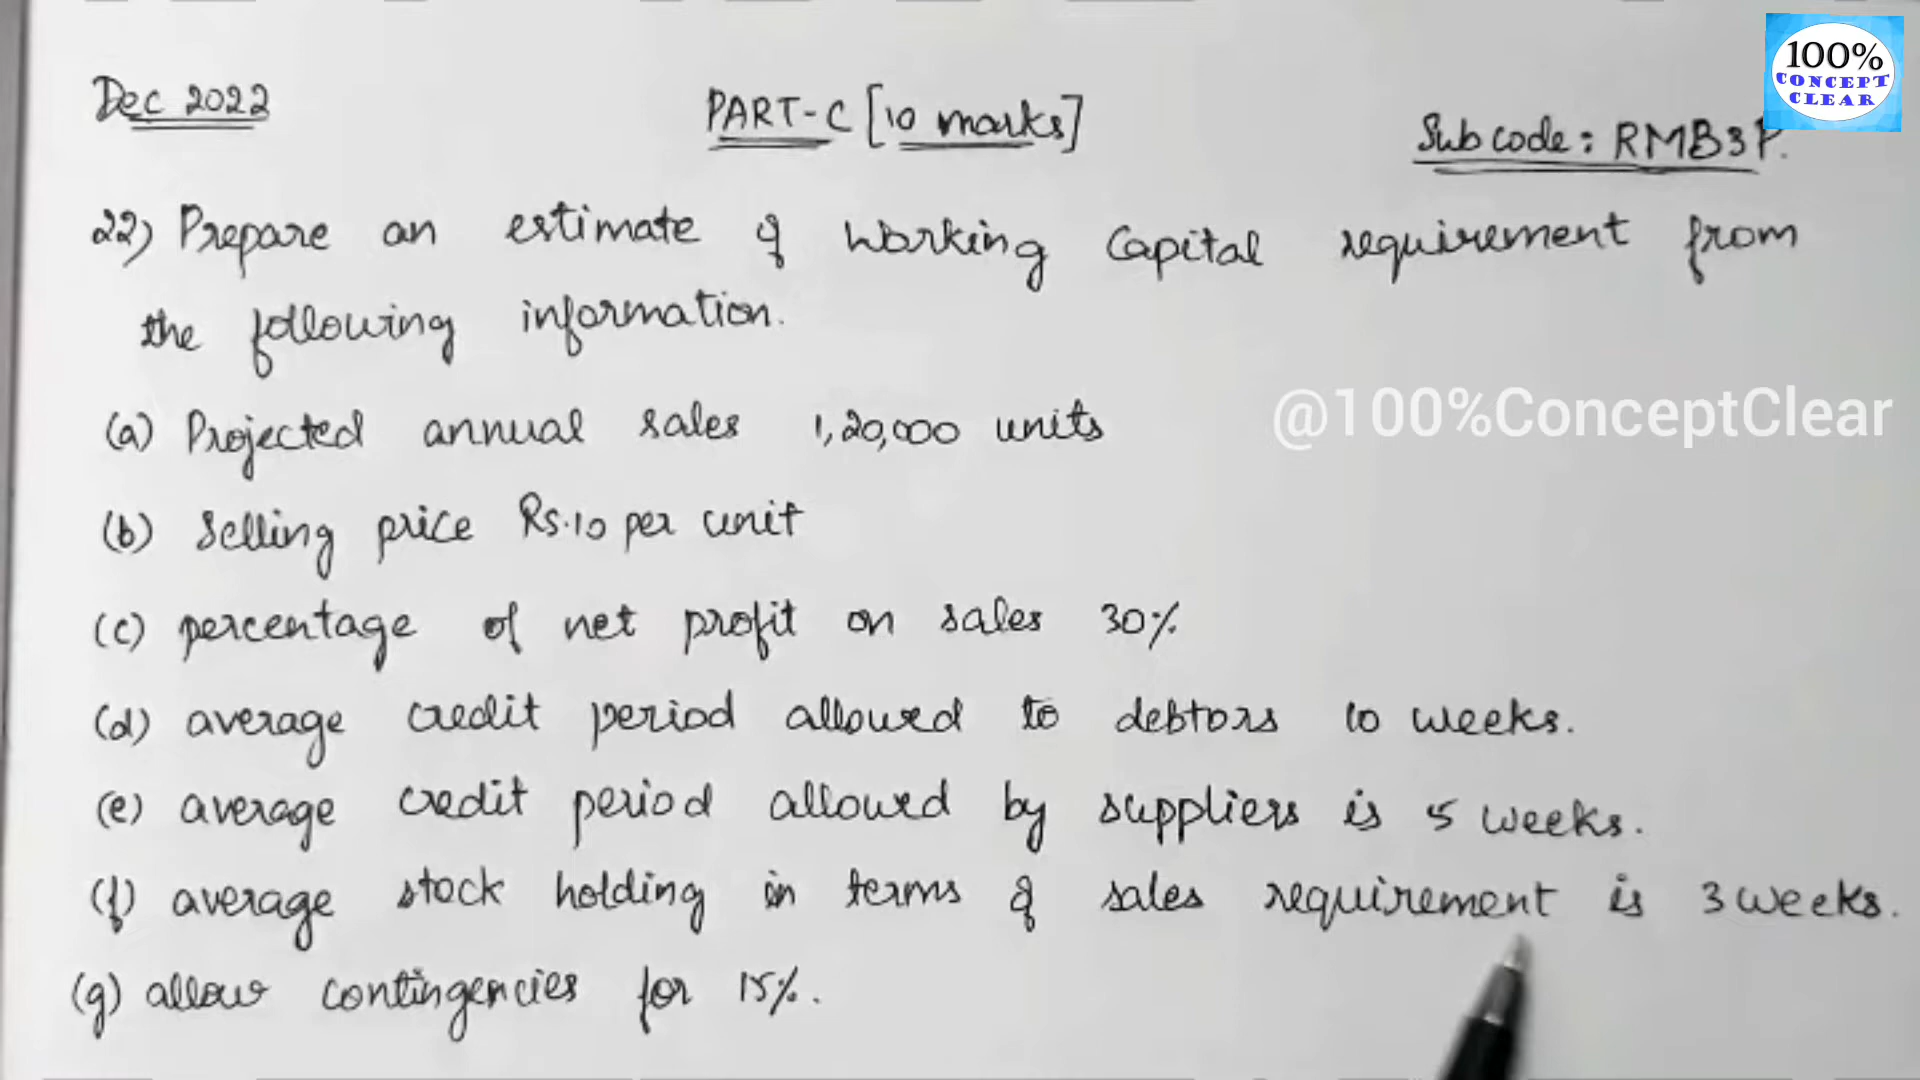 100%
CONCEPT
CLEAR
Dec 2022
PART-C [10 marks]
Sub code: RMB3P.
22) Prepare an estimate of Working Capital requirement from
the following information.
@100%ConceptClear
(a) Projected annual sales 1,20,000 units
(b) Selling price Rs.10 per unit
(c) percentage of net profit on sales 30%
(d) average credit period allowed to debtors 10 weeks.
(e) average credit period allowed by suppliers is 5 weeks.
(f) average stock holding in terms of sales requirement is 3 weeks.
(g) allow contingencies for 15%.